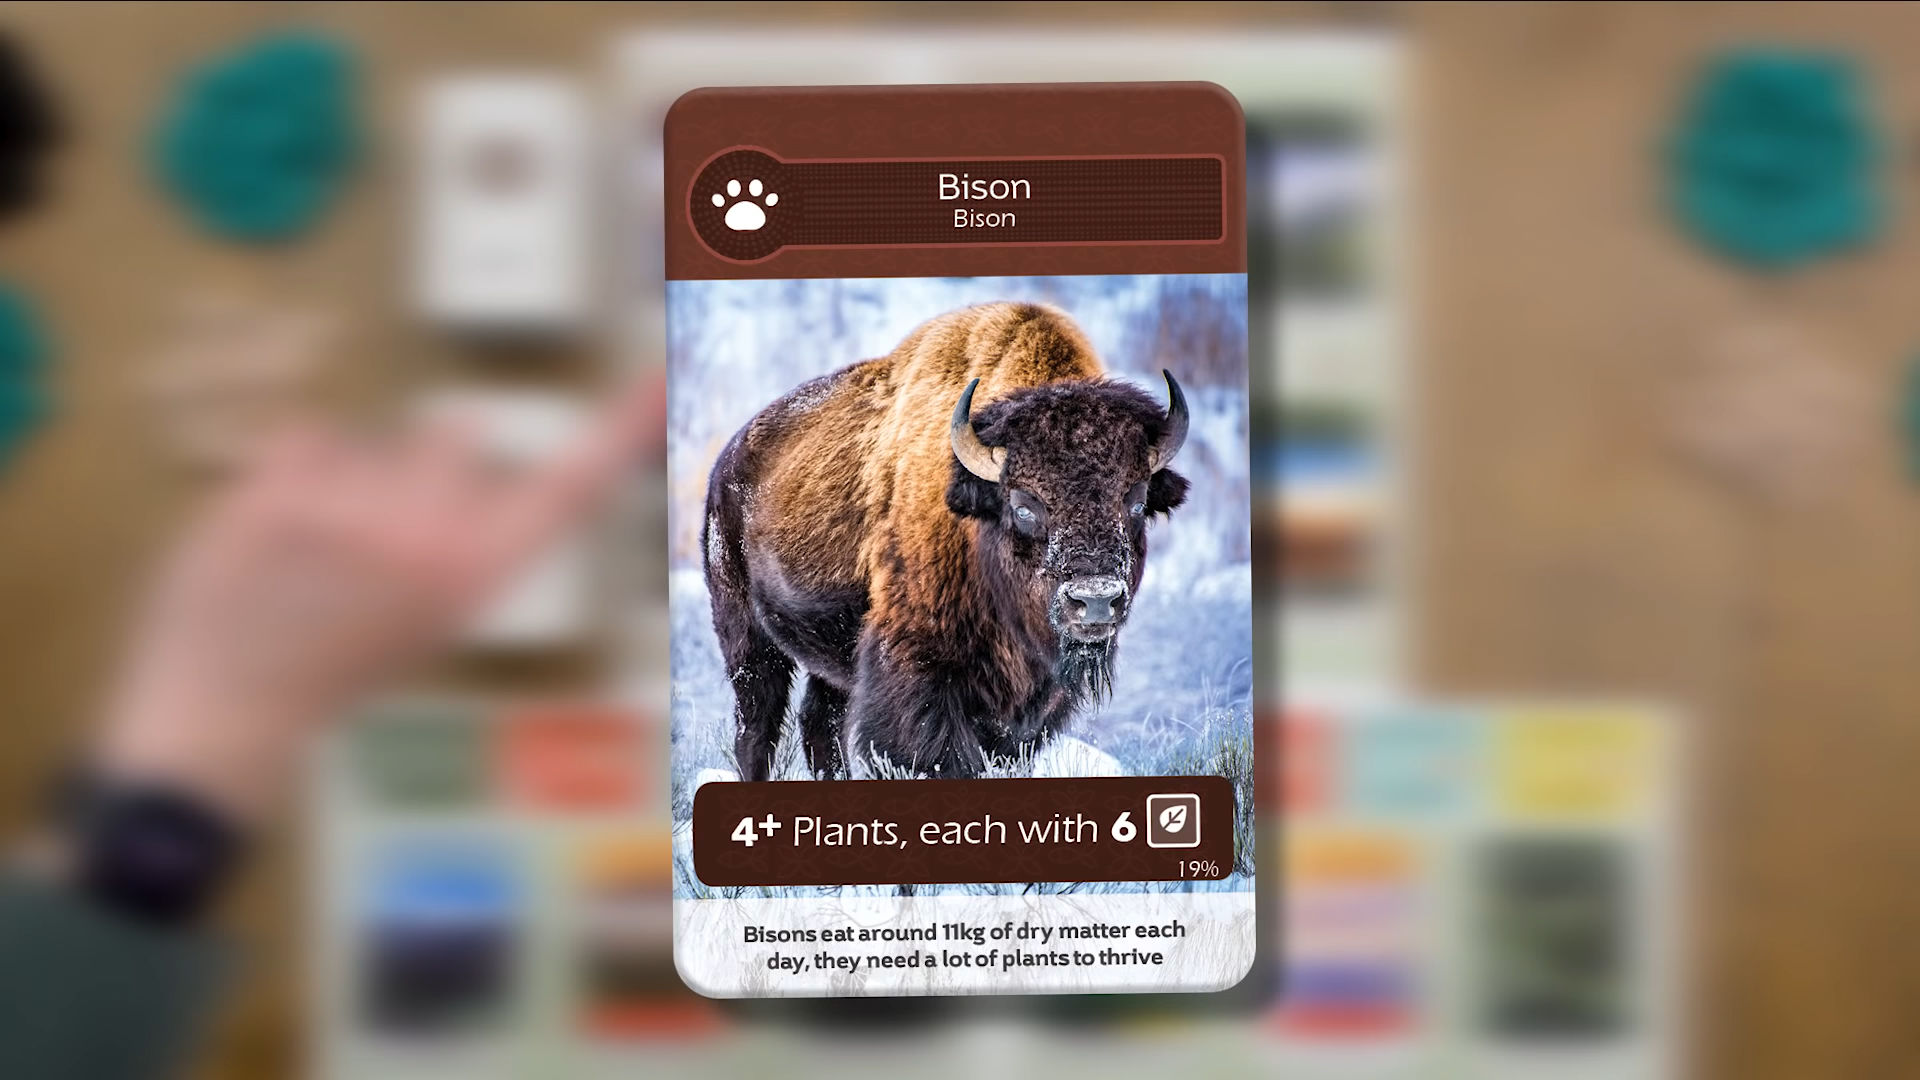 Bison
Bison
4+ Plants, each with 6
19%
Bisons eat around 11kg of dry matter each
day, they need a lot of plants to thrive